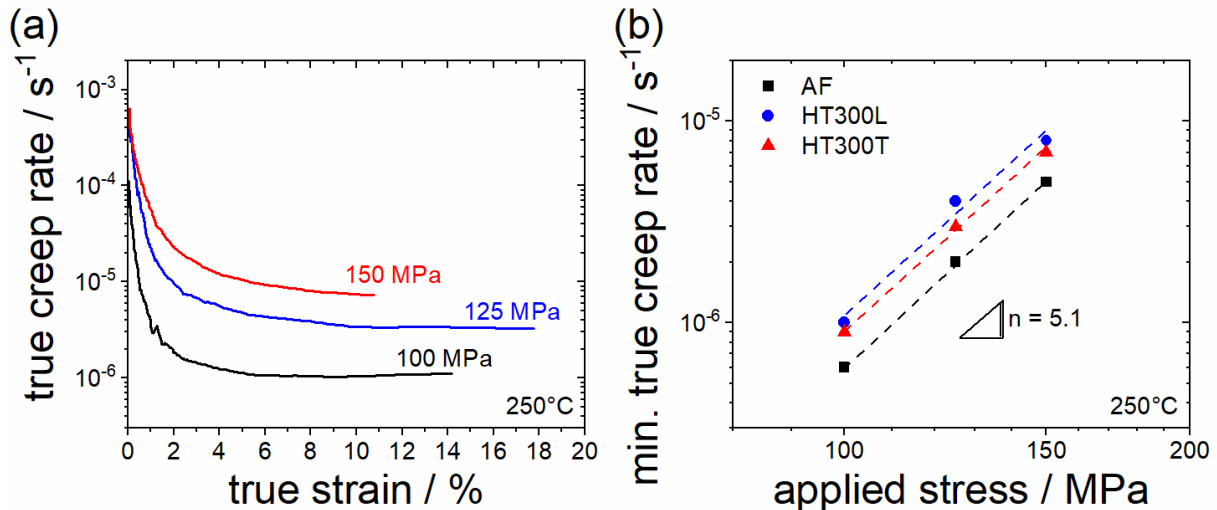 (a)
true creep rate / s⁻¹
10⁻³
10⁻⁴
10⁻⁵
10⁻⁶
150 MPa
125 MPa
100 MPa
250°C
0 2 4 6 8 10 12 14 16 18 20
true strain / %
(b)
min. true creep rate / s⁻¹
10⁻⁵
10⁻⁶
AF
HT300L
HT300T
n = 5.1
250°C
100 150 200
applied stress / MPa